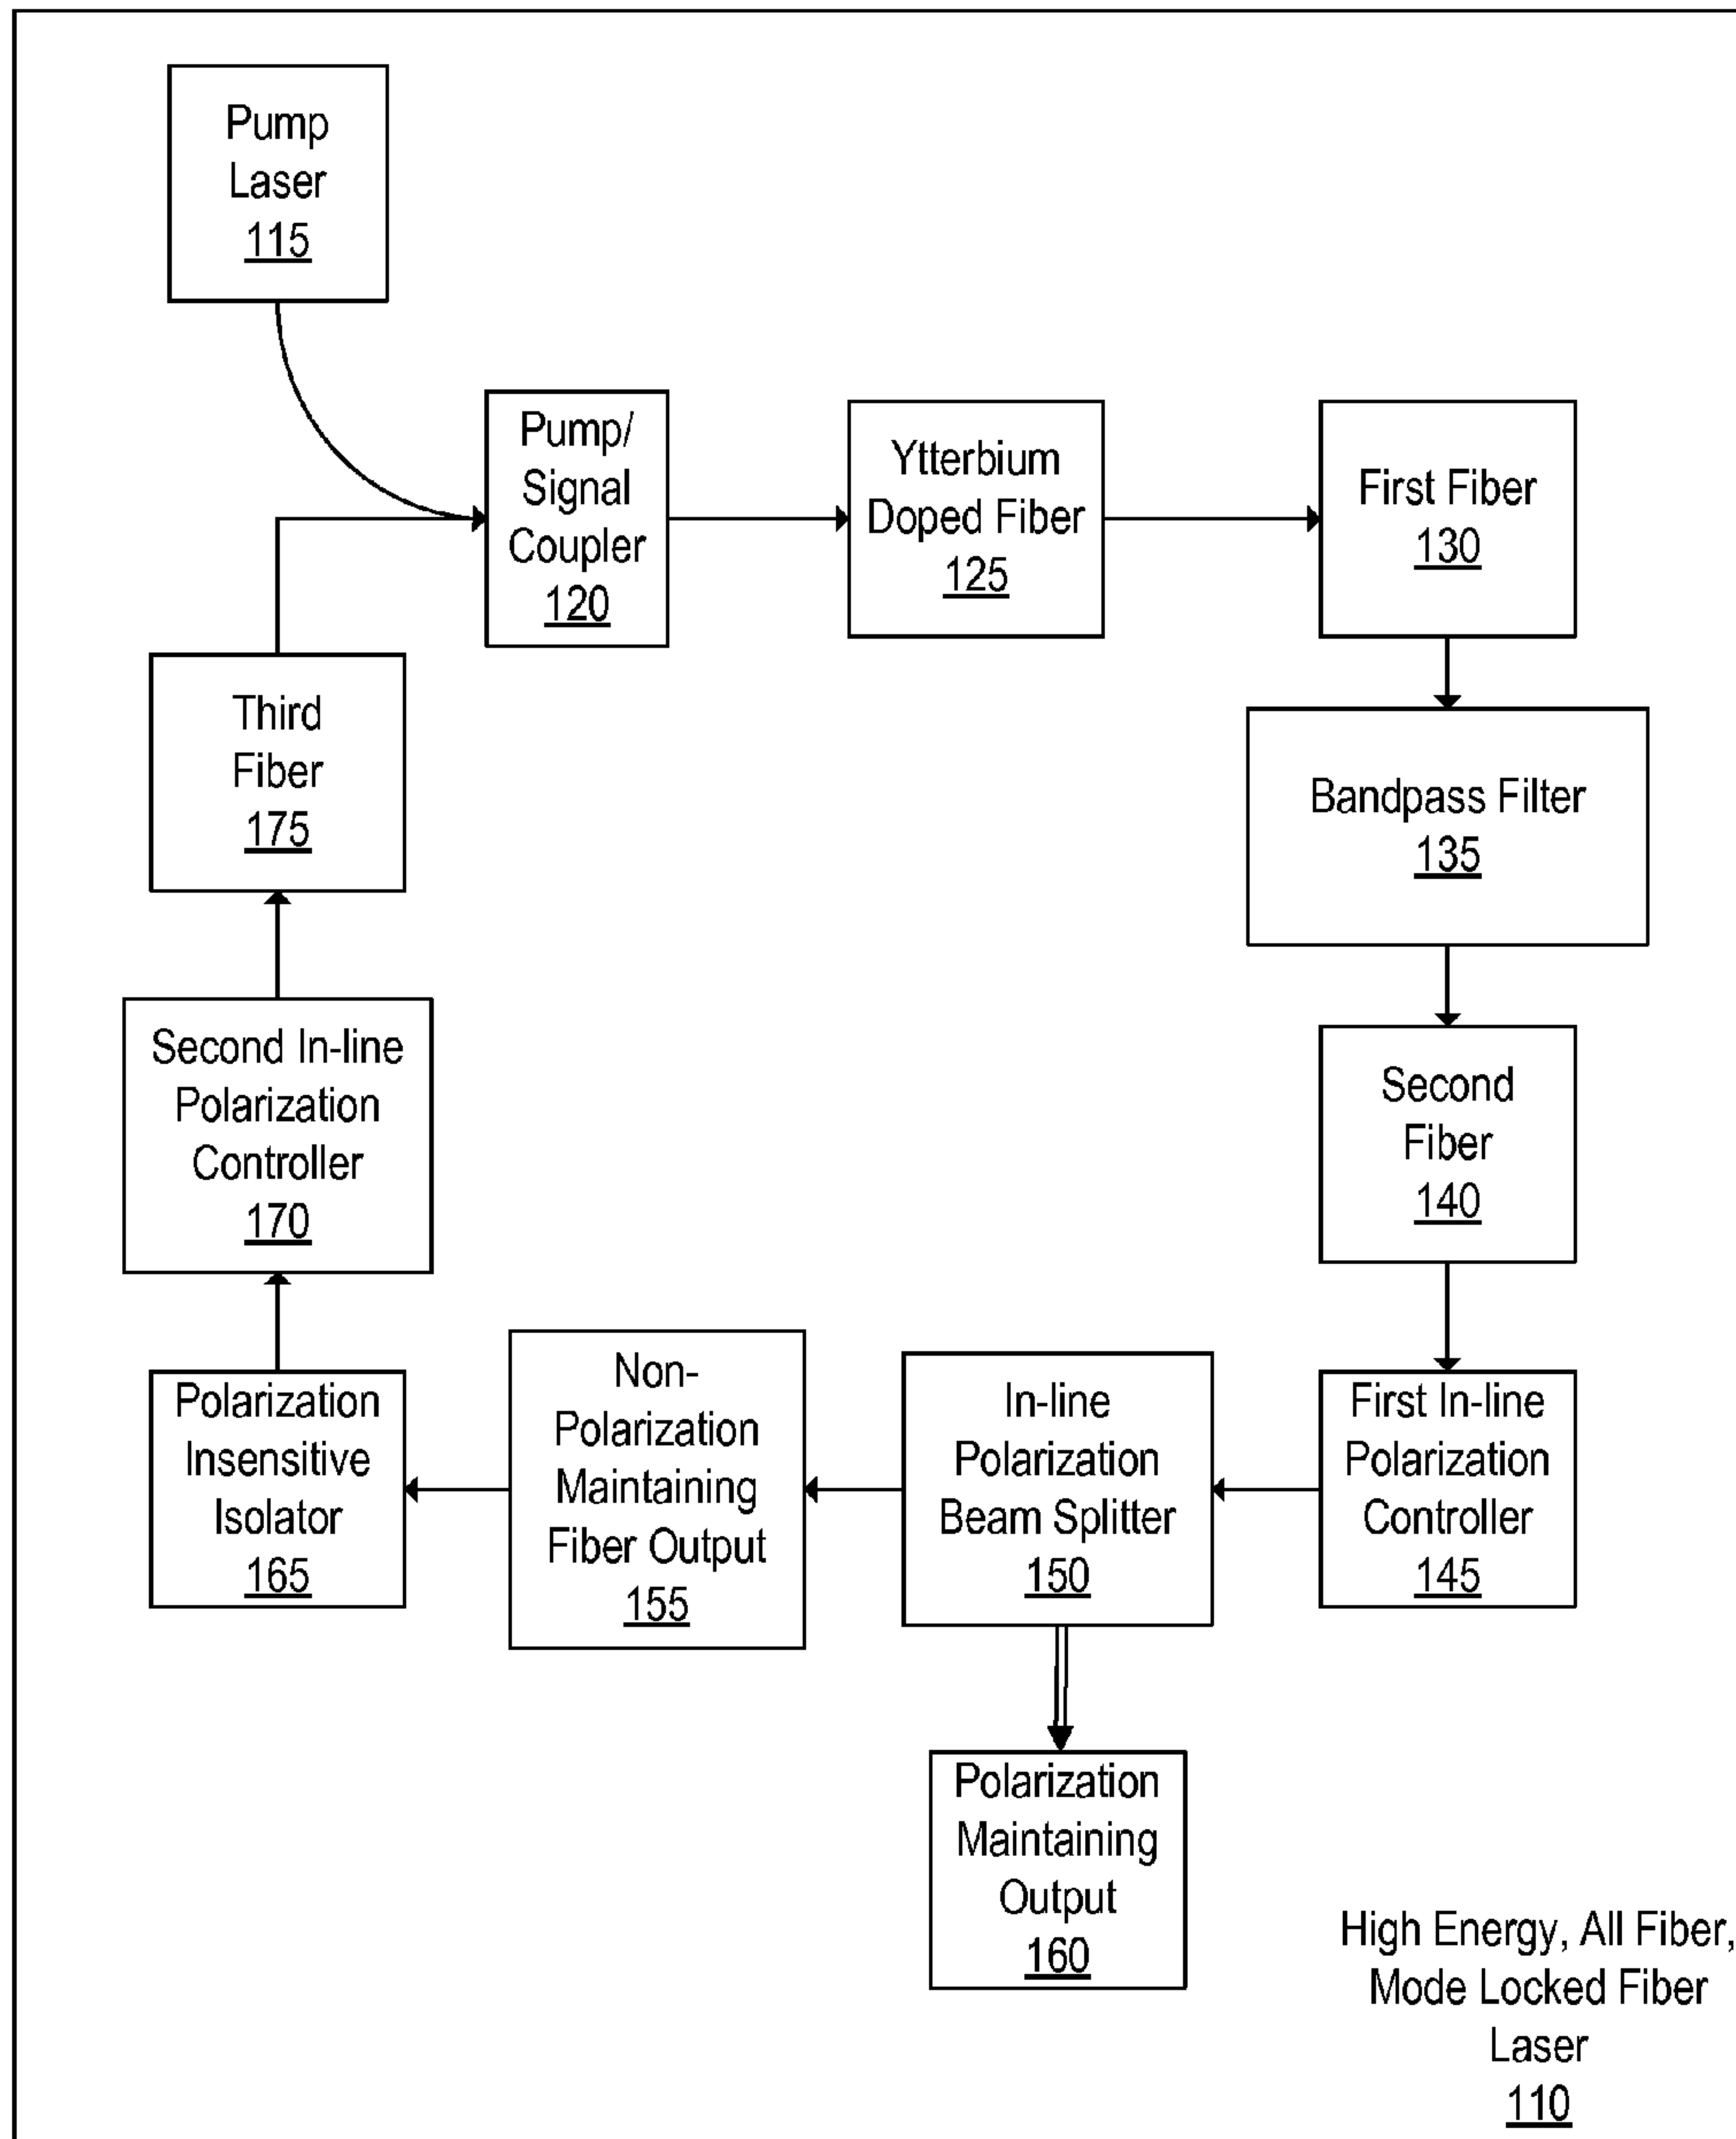 Pump
Laser
115
Pump/
Signal
Coupler
120
Ytterbium
Doped Fiber
125
First Fiber
130
Third
Fiber
175
Bandpass Filter
135
Second In-line
Polarization
Controller
170
Second
Fiber
140
Polarization
Insensitive
Isolator
165
Non-
Polarization
Maintaining
Fiber Output
155
In-line
Polarization
Beam Splitter
150
First In-line
Polarization
Controller
145
Polarization
Maintaining
Output
160
High Energy, All Fiber,
Mode Locked Fiber
Laser
110